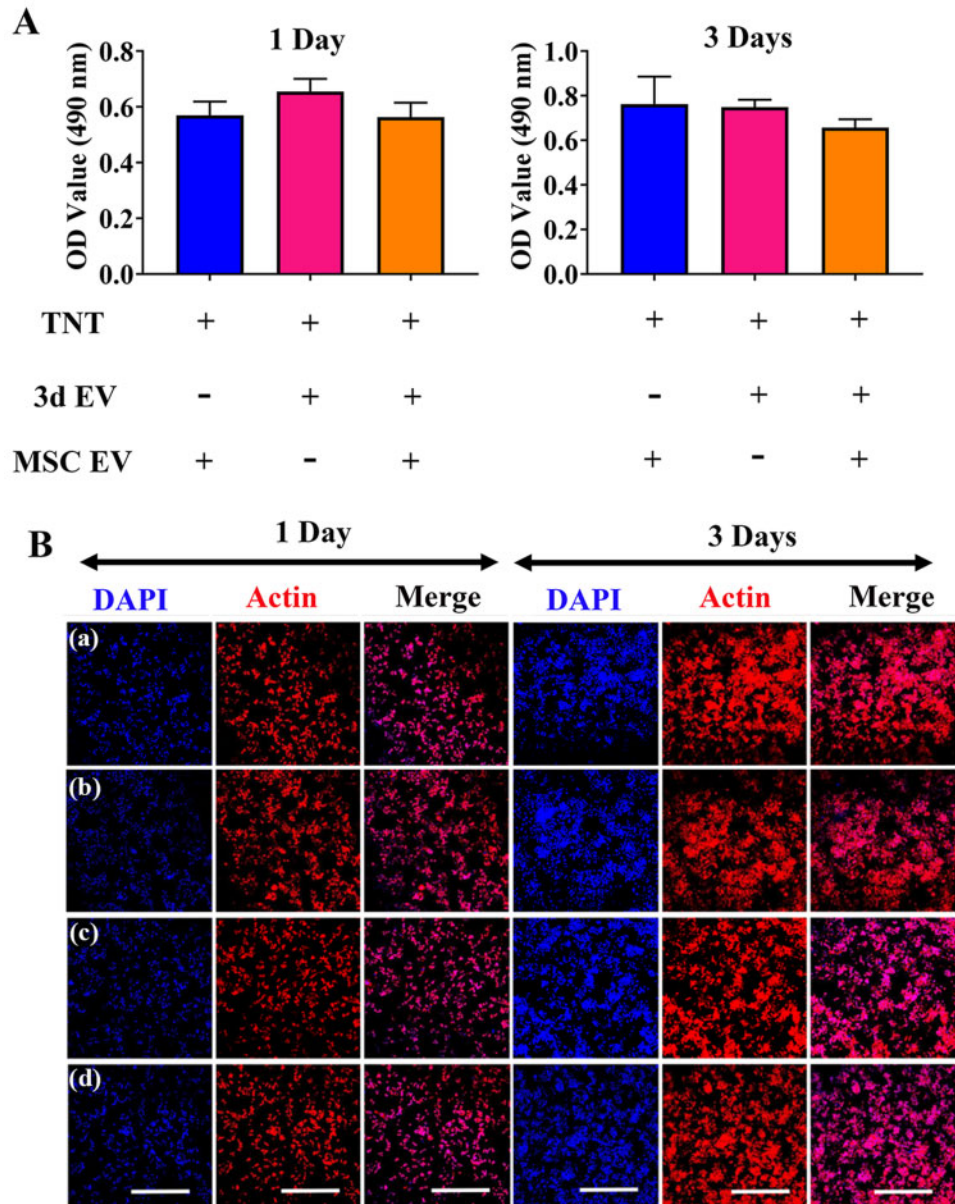 A
1 Day
3 Days
OD Value (490 nm)
0.8
0.6
0.4
0.2
0.0
OD Value (490 nm)
1.0
0.8
0.6
0.4
0.2
0.0
TNT + + + + + +
3d EV - + + - + +
MSC EV + - + + - +
B
1 Day
3 Days
DAPI Actin Merge DAPI Actin Merge
(a)
(b)
(c)
(d)